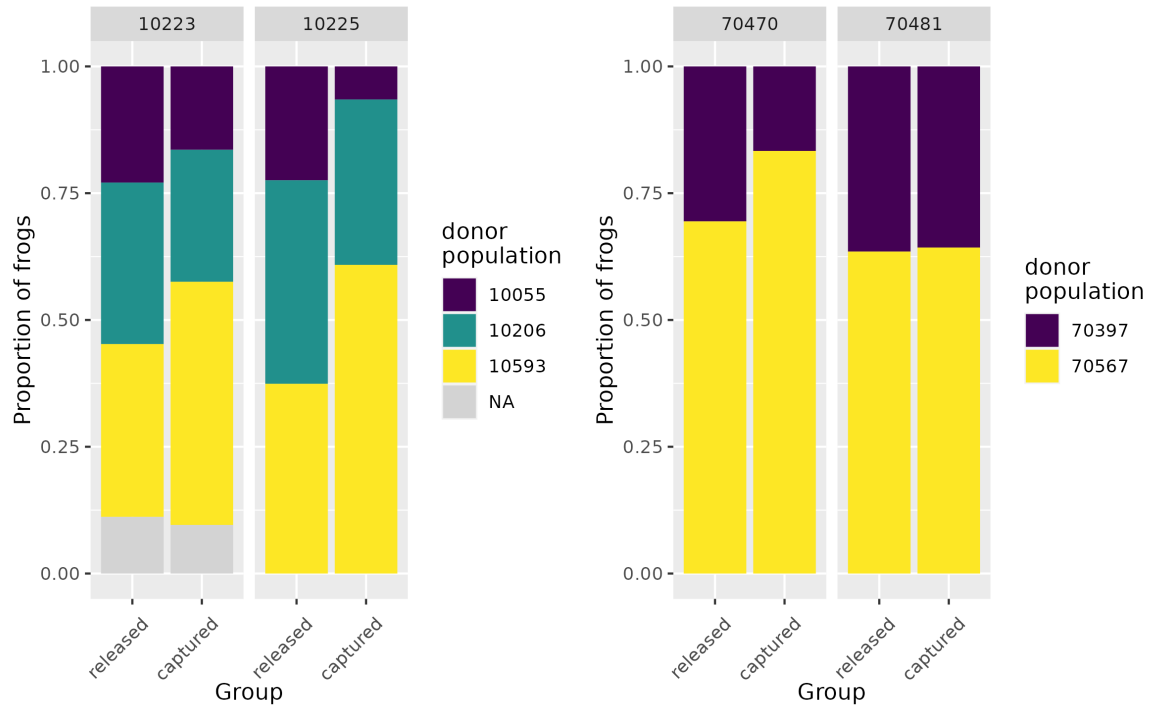 10223 10225
1.00
0.75
0.50
0.25
0.00
Proportion of frogs
released captured released captured
Group
donor
population
10055
10206
10593
NA
70470 70481
1.00
0.75
0.50
0.25
0.00
Proportion of frogs
released captured released captured
Group
donor
population
70397
70567